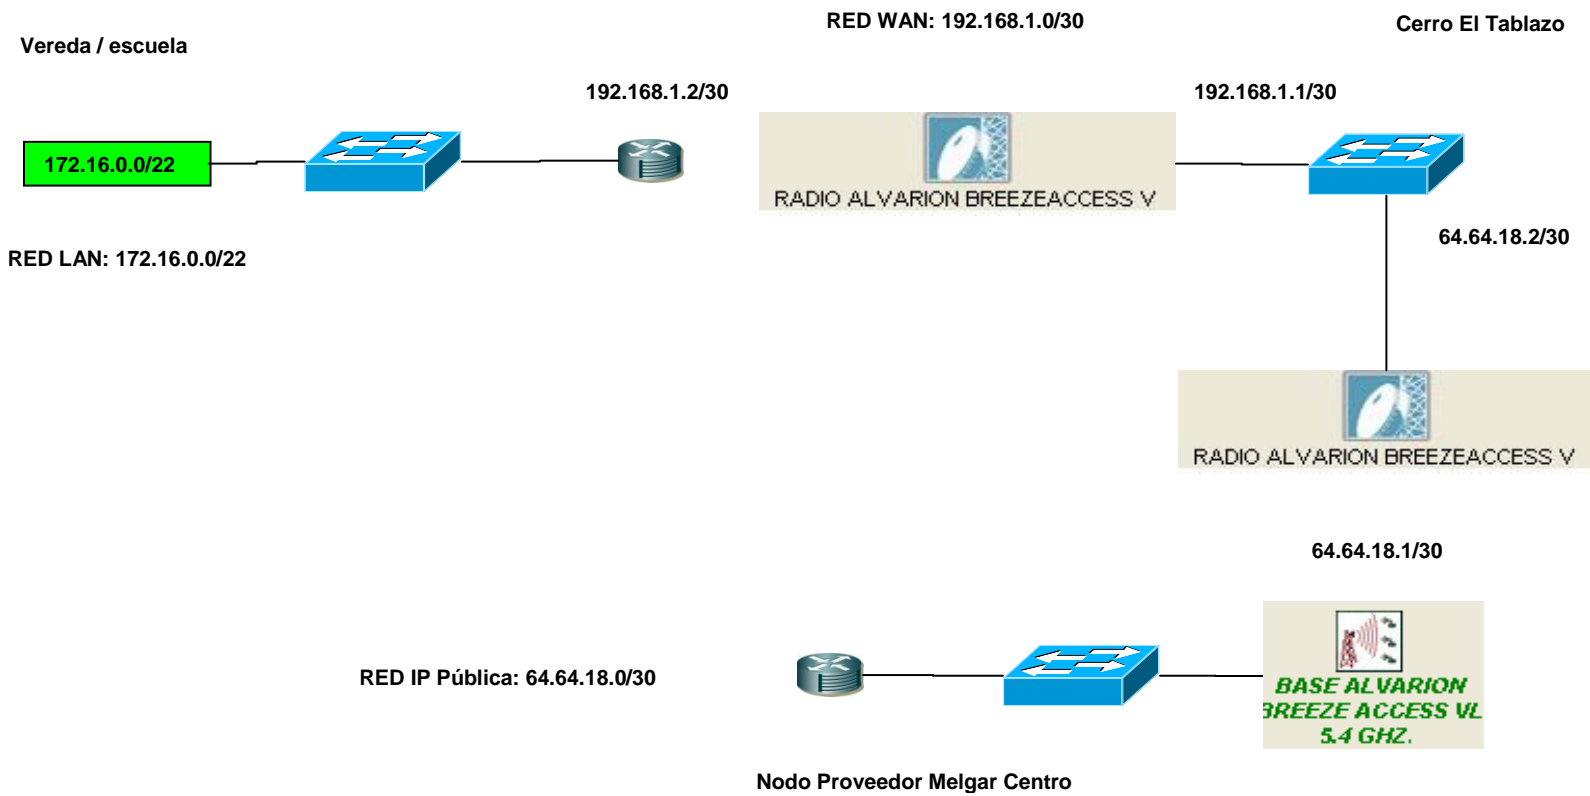 RED WAN: 192.168.1.0/30
Cerro El Tablazo
Vereda / escuela
192.168.1.2/30
192.168.1.1/30
172.16.0.0/22
RADIO ALVARION BREEZEACCESS V
64.64.18.2/30
RED LAN: 172.16.0.0/22
RADIO ALVARION BREEZEACCESS V
64.64.18.1/30
RED IP Pública: 64.64.18.0/30
BASE ALVARION
BREEZE ACCESS VL
5.4 GHZ.
Nodo Proveedor Melgar Centro